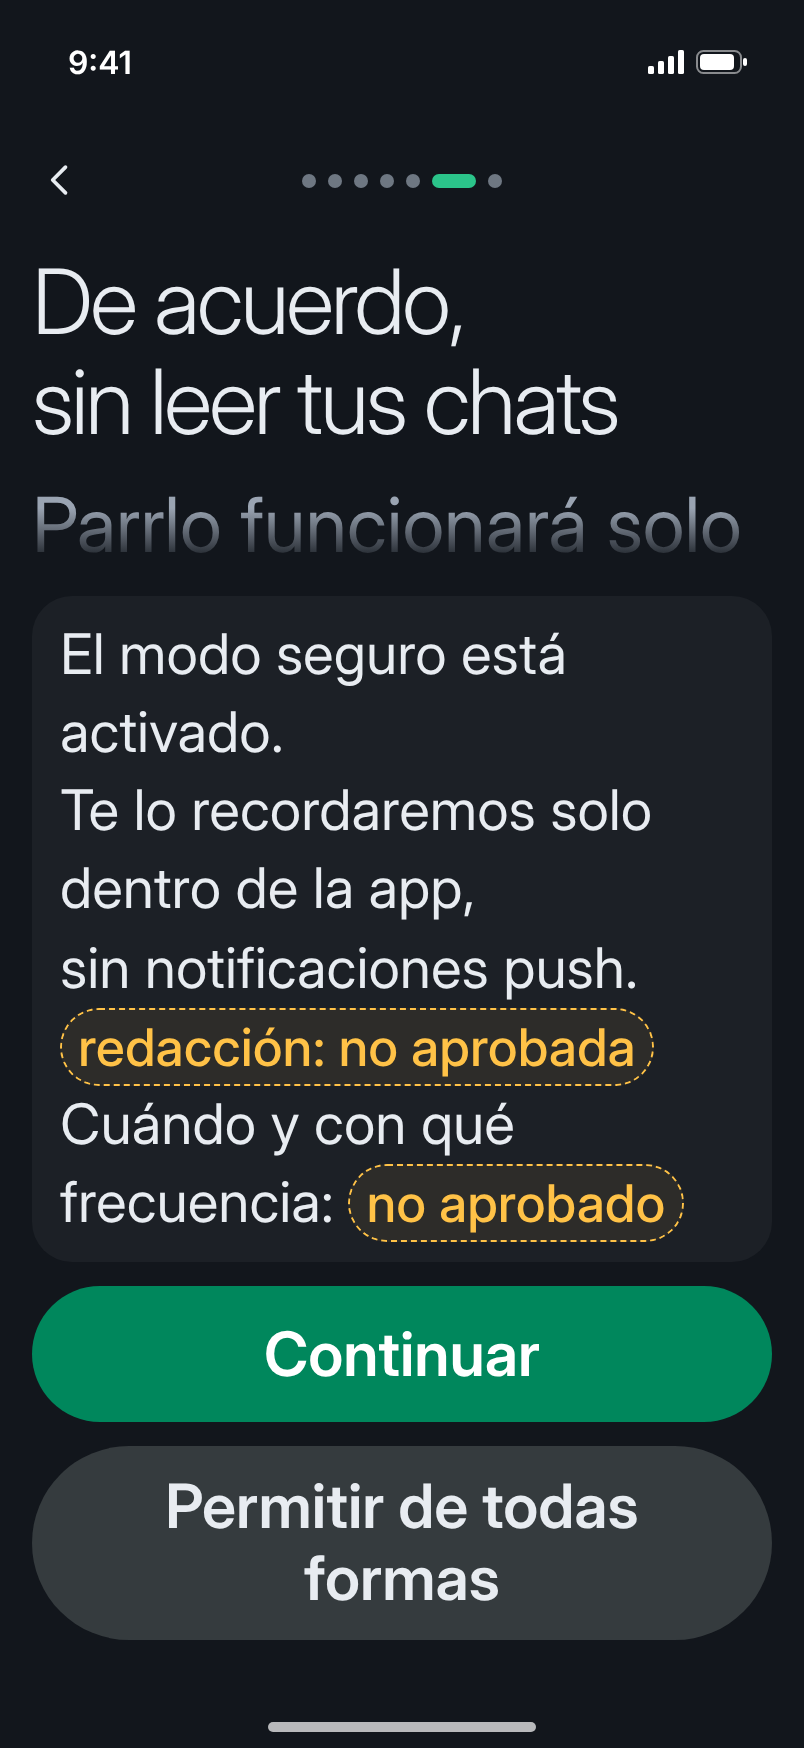 9:41
De acuerdo,
sin leer tus chats
Parrlo funcionará solo
El modo seguro está
activado.
Te lo recordaremos solo
dentro de la app,
sin notificaciones push.
redacción: no aprobada
Cuándo y con qué
frecuencia: no aprobado
Continuar
Permitir de todas
formas